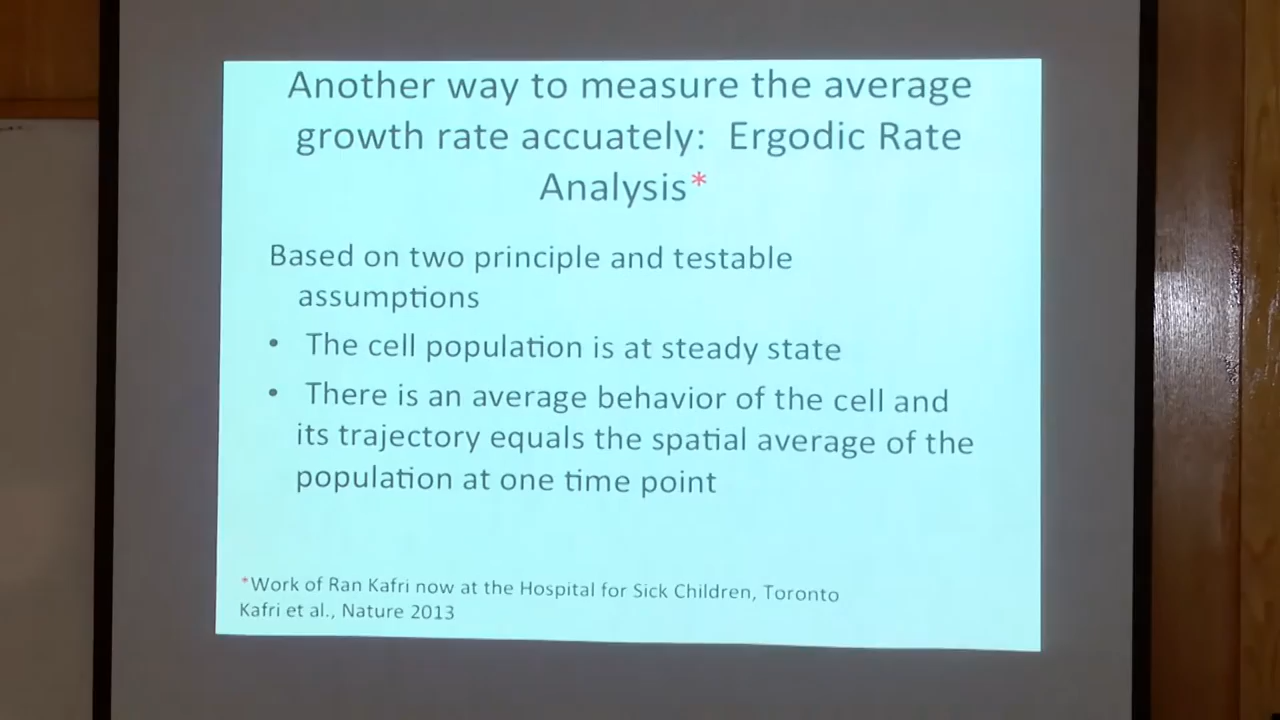 Another way to measure the average
growth rate accuately: Ergodic Rate
Analysis*
Based on two principle and testable
assumptions
• The cell population is at steady state
• There is an average behavior of the cell and
its trajectory equals the spatial average of the
population at one time point
*Work of Ran Kafri now at the Hospital for Sick Children, Toronto
Kafri et al., Nature 2013